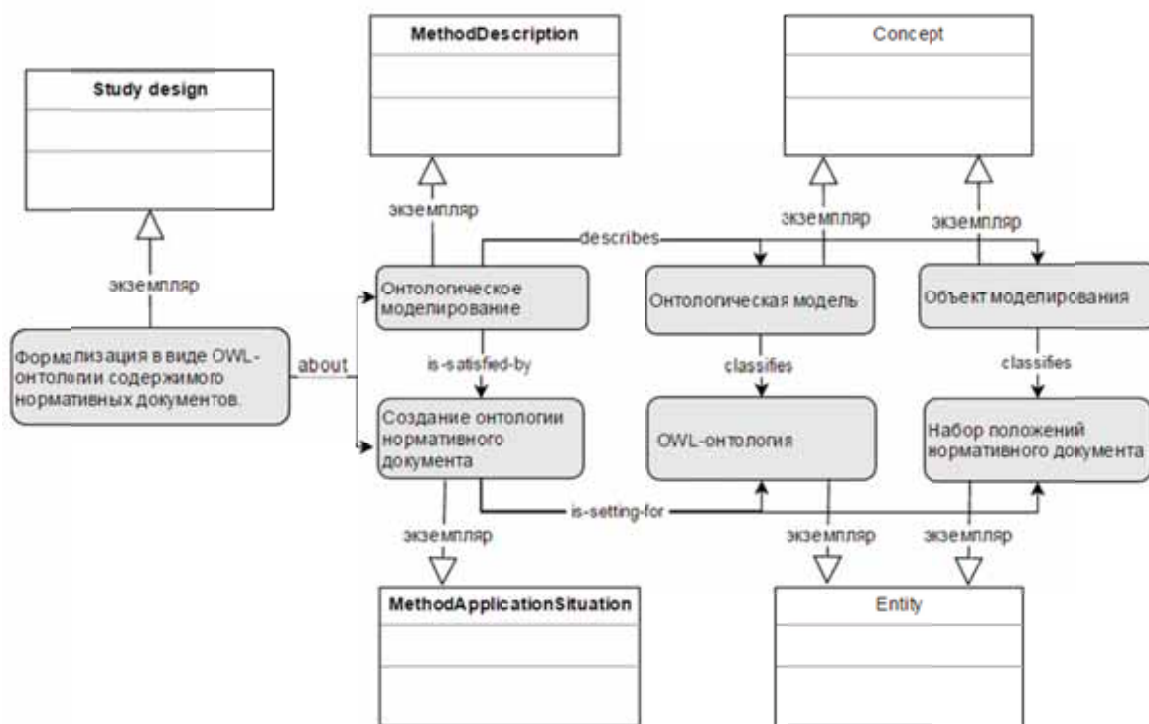 MethodDescription
Concept
Study design
экземпляр
экземпляр
экземпляр
describes
экземпляр
Онтологическое
моделирование
Онтологическая модель
Объект моделирования
Формализация в виде OWL-
онтологии содержимого
нормативных документов.
about
is-satisfied-by
classifies
classifies
Создание онтологии
нормативного
документа
OWL-онтология
Набор положений
нормативного документа
is-setting-for
экземпляр
экземпляр
экземпляр
MethodApplicationSituation
Entity